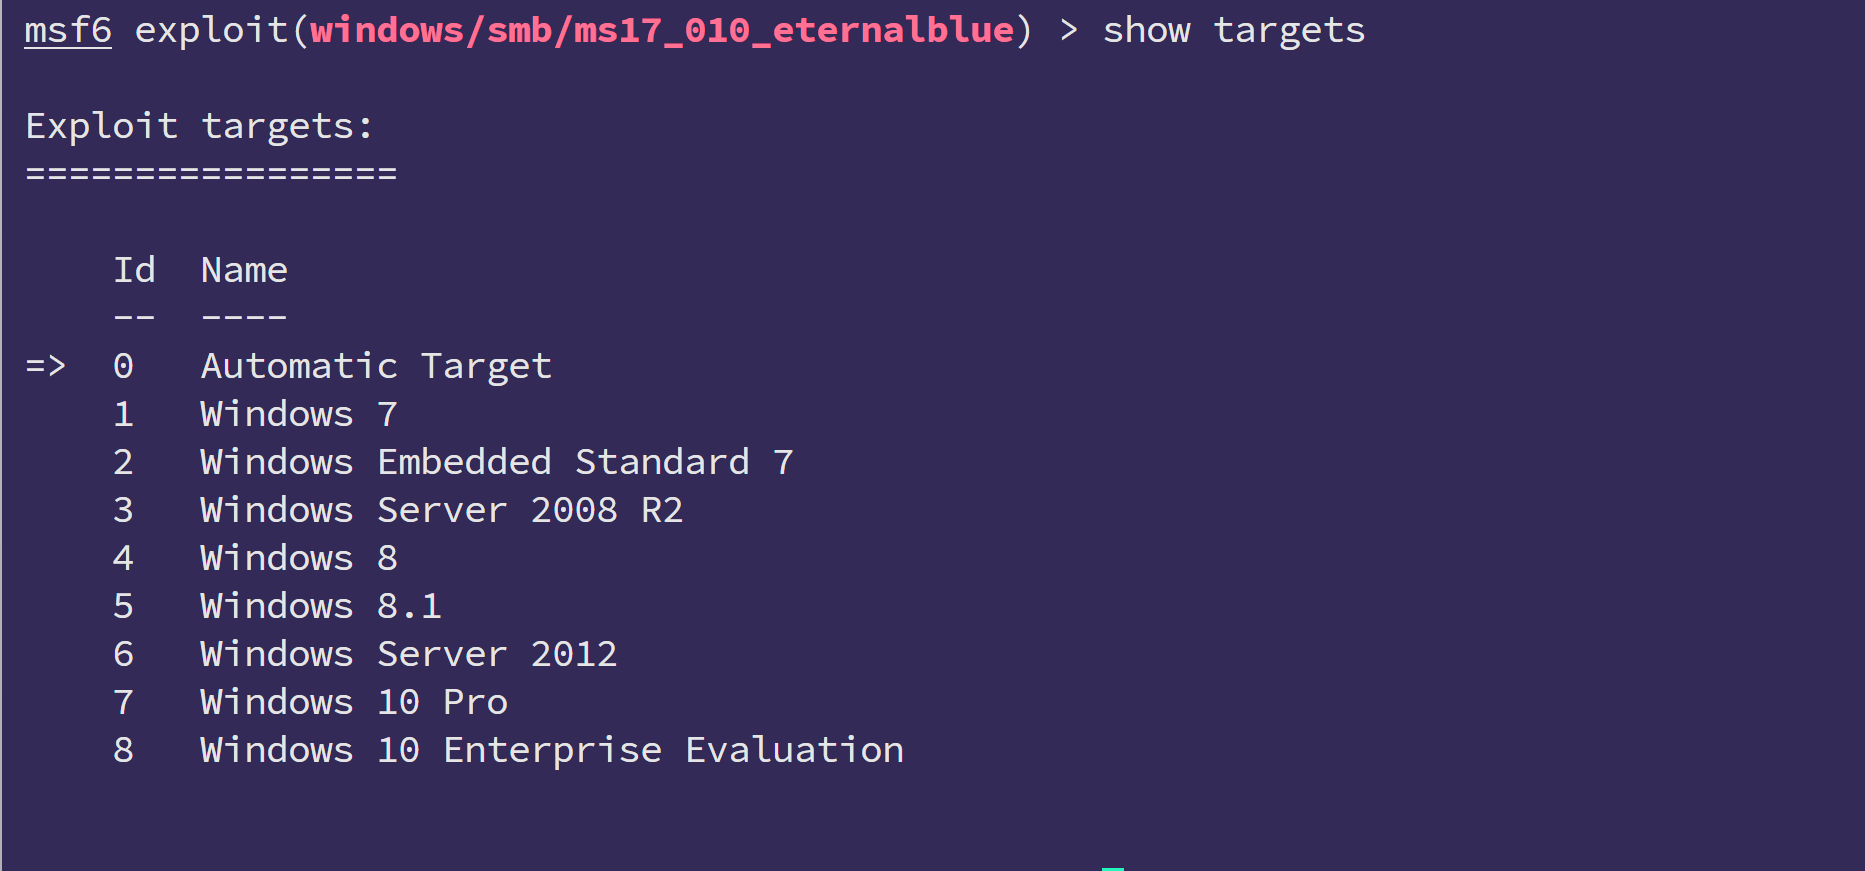 msf6 exploit(windows/smb/ms17_010_eternalblue) > show targets
Exploit targets:
=================
Id  Name
--  ----
=>  0   Automatic Target
1   Windows 7
2   Windows Embedded Standard 7
3   Windows Server 2008 R2
4   Windows 8
5   Windows 8.1
6   Windows Server 2012
7   Windows 10 Pro
8   Windows 10 Enterprise Evaluation